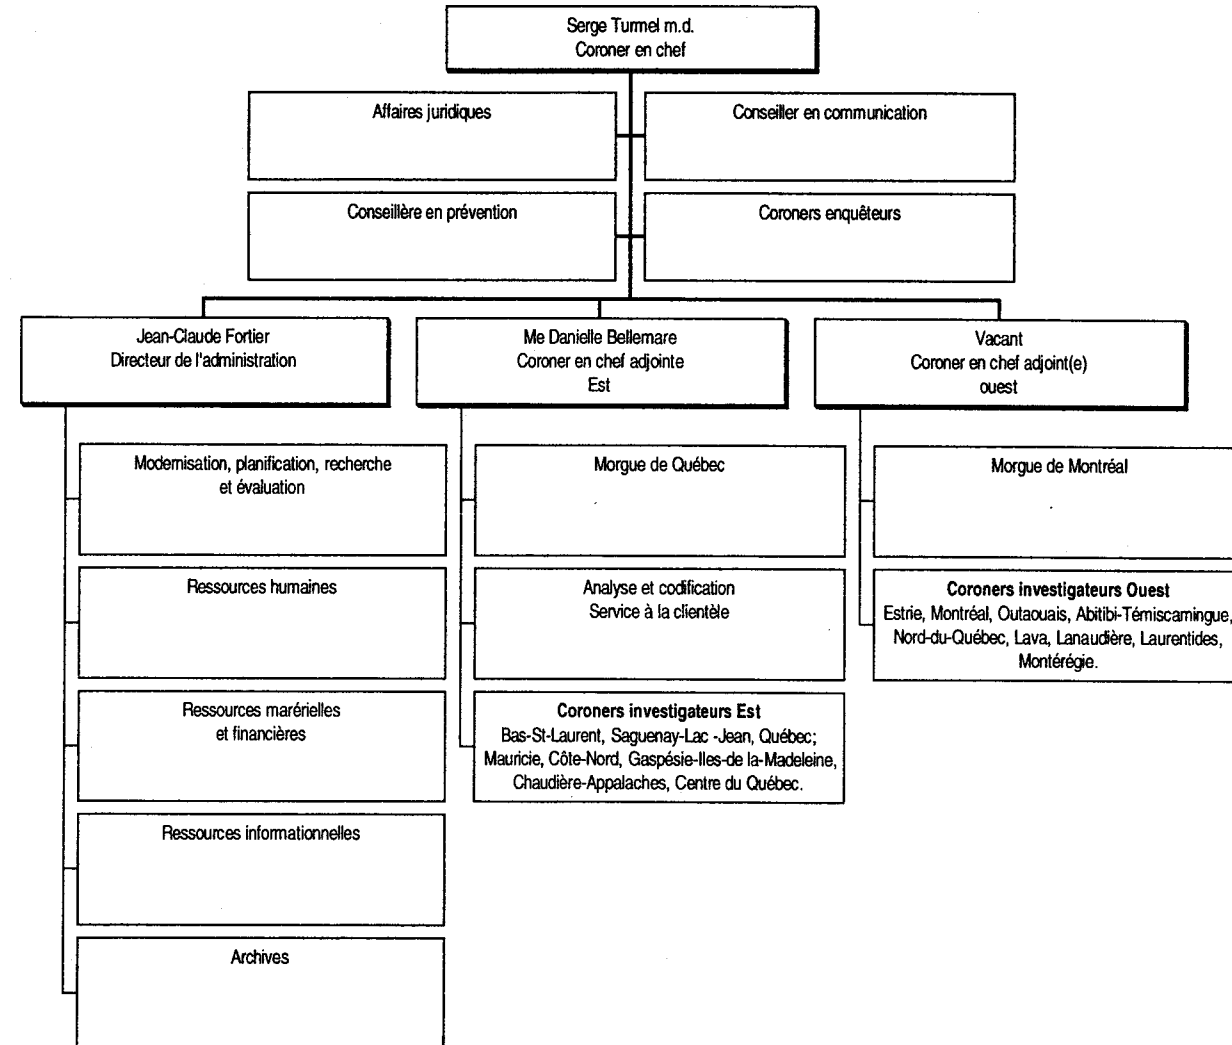 Serge Turmel m.d.
Coroner en chef
Affaires juridiques
Conseiller en communication
Conseillère en prévention
Coroners enquêteurs
Jean-Claude Fortier
Directeur de l'administration
Me Danielle Bellemare
Coroner en chef adjointe
Est
Vacant
Coroner en chef adjoint(e)
ouest
Modernisation, planification, recherche
et évaluation
Ressources humaines
Ressources marérielles
et financières
Ressources informationnelles
Archives
Morgue de Québec
Analyse et codification
Service à la clientèle
Coroners investigateurs Est
Bas-St-Laurent, Saguenay-Lac -Jean, Québec;
Mauricie, Côte-Nord, Gaspésie-Iles-de la-Madeleine,
Chaudière-Appalaches, Centre du Québec.
Morgue de Montréal
Coroners investigateurs Ouest
Estrie, Montréal, Outaouais, Abitibi-Témiscamingue,
Nord-du-Québec, Lava, Lanaudière, Laurentides,
Montérégie.